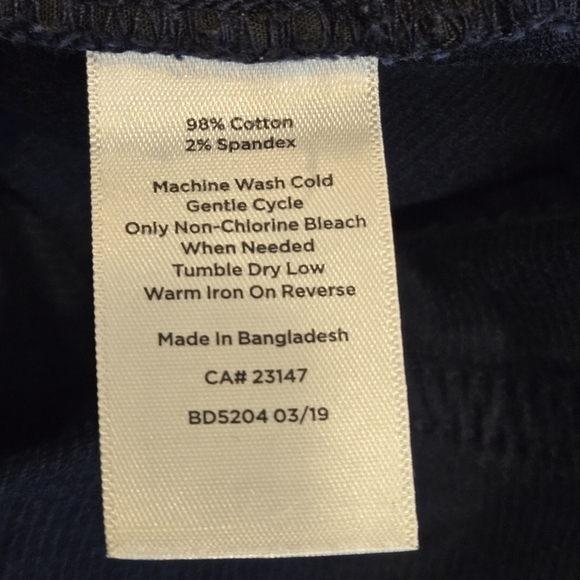 98% Cotton
2% Spandex
Machine Wash Cold
Gentle Cycle
Only Non-Chlorine Bleach
When Needed
Tumble Dry Low
Warm Iron On Reverse
Made In Bangladesh
CA# 23147
BD5204 03/19